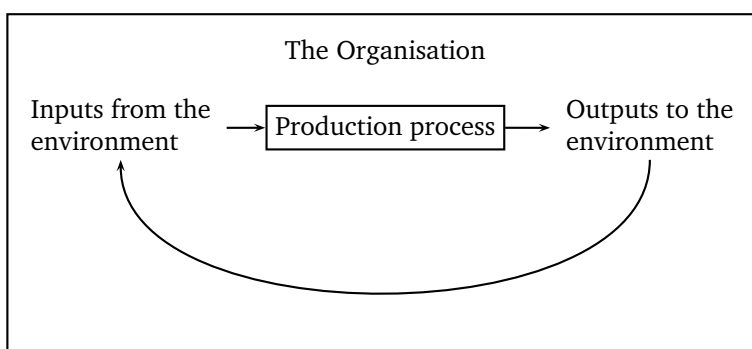 The Organisation
Inputs from the
environment
Production process
Outputs to the
environment